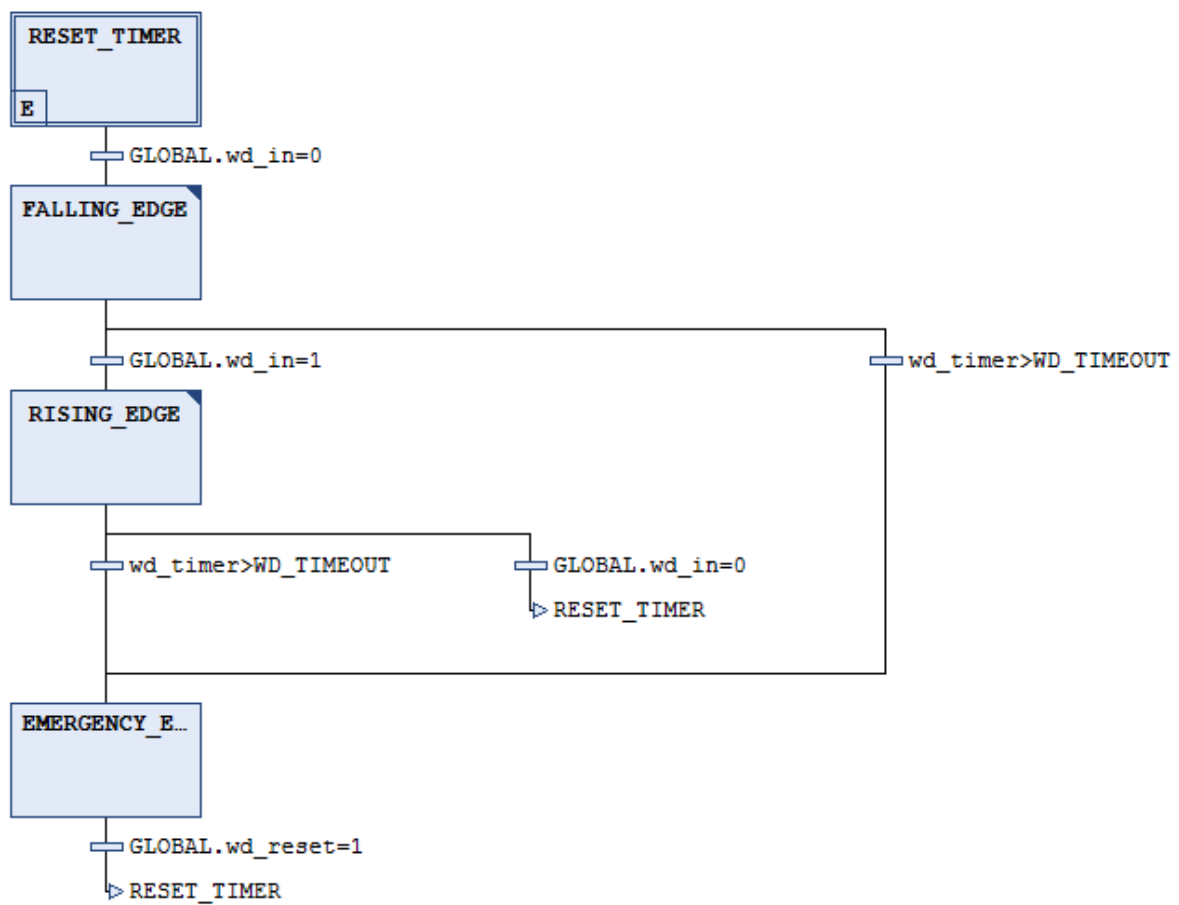 RESET_TIMER
E
GLOBAL.wd_in=0
FALLING_EDGE
GLOBAL.wd_in=1
wd_timer>WD_TIMEOUT
RISING_EDGE
wd_timer>WD_TIMEOUT
GLOBAL.wd_in=0
RESET_TIMER
EMERGENCY_E…
GLOBAL.wd_reset=1
RESET_TIMER